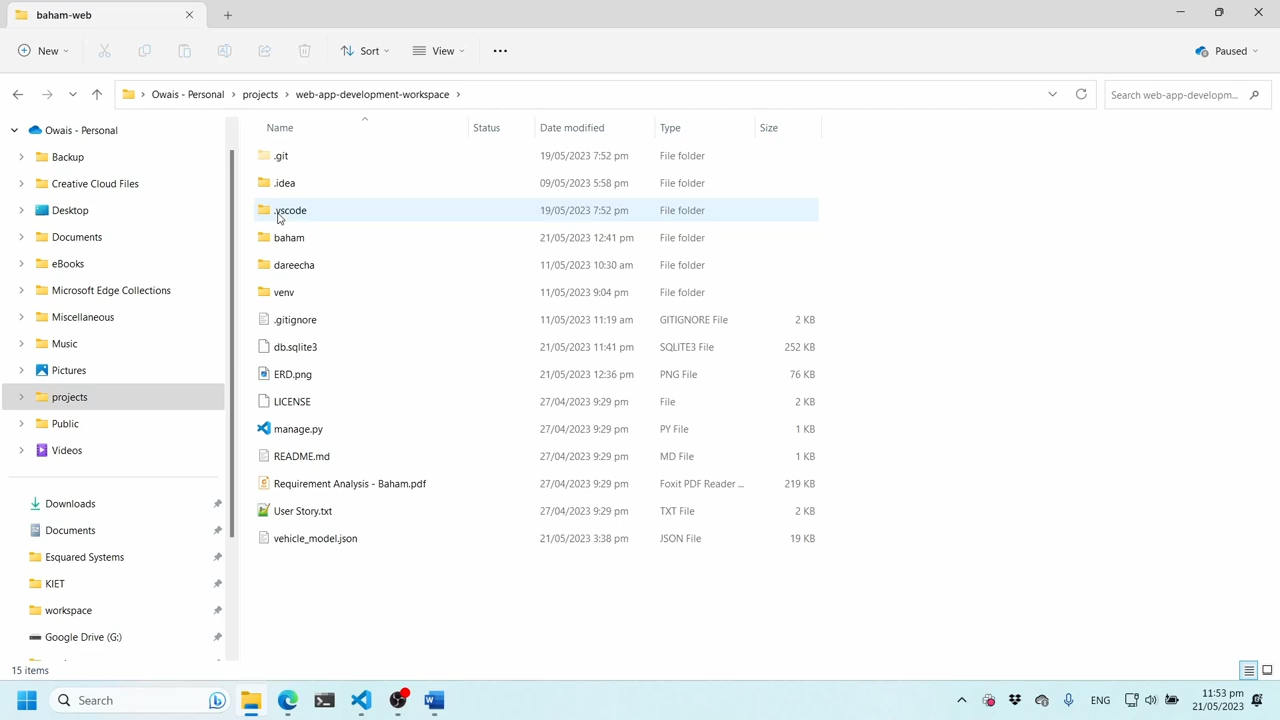 baham-web
New
Sort
View
Paused
Owais - Personal > projects > web-app-development-workspace >
Search web-app-developm...
Owais - Personal
Backup
Creative Cloud Files
Desktop
Documents
eBooks
Microsoft Edge Collections
Miscellaneous
Music
Pictures
projects
Public
Videos
Downloads
Documents
Esquared Systems
KIET
workspace
Google Drive (G:)
Name Status Date modified Type Size
.git 19/05/2023 7:52 pm File folder
.idea 09/05/2023 5:58 pm File folder
.vscode 19/05/2023 7:52 pm File folder
baham 21/05/2023 12:41 pm File folder
dareecha 11/05/2023 10:30 am File folder
venv 11/05/2023 9:04 pm File folder
.gitignore 11/05/2023 11:19 am GITIGNORE File 2 KB
db.sqlite3 21/05/2023 11:41 pm SQLITE3 File 252 KB
ERD.png 21/05/2023 12:36 pm PNG File 76 KB
LICENSE 27/04/2023 9:29 pm File 2 KB
manage.py 27/04/2023 9:29 pm PY File 1 KB
README.md 27/04/2023 9:29 pm MD File 1 KB
Requirement Analysis - Baham.pdf 27/04/2023 9:29 pm Foxit PDF Reader ... 219 KB
User Story.txt 27/04/2023 9:29 pm TXT File 2 KB
vehicle_model.json 21/05/2023 3:38 pm JSON File 19 KB
15 items
Search
ENG
11:53 pm
21/05/2023